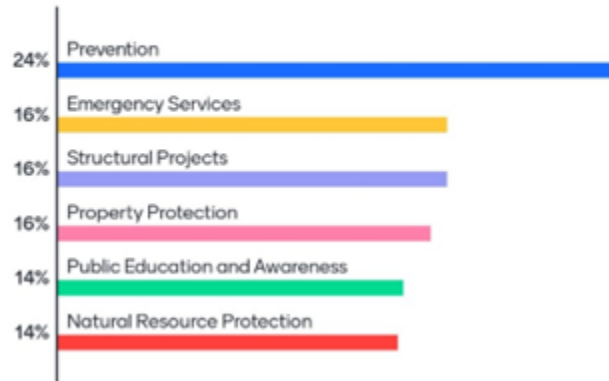 Prevention
24%
Emergency Services
16%
Structural Projects
16%
Property Protection
16%
Public Education and Awareness
14%
Natural Resource Protection
14%